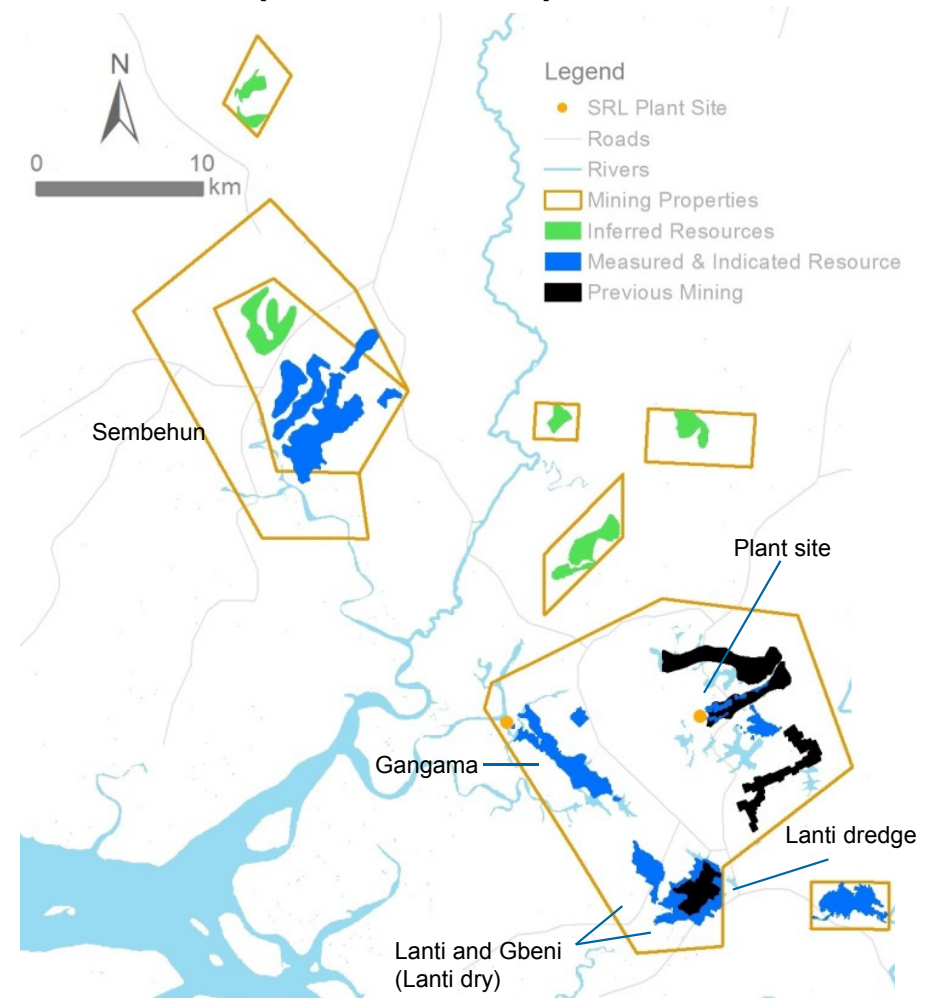 N
0 10
km
Legend
SRL Plant Site
Roads
Rivers
Mining Properties
Inferred Resources
Measured & Indicated Resource
Previous Mining
Sembehun
Plant site
Gangama
Lanti dredge
Lanti and Gbeni
(Lanti dry)